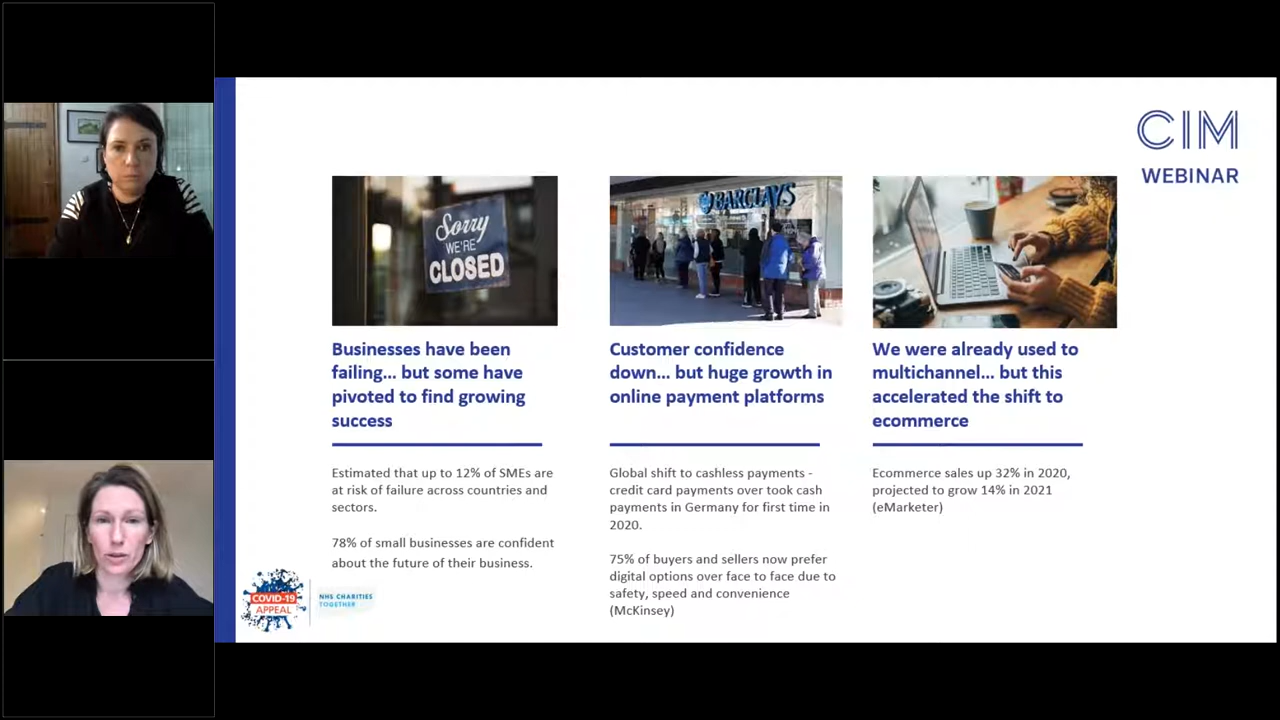 CIM
WEBINAR
Sorry
WE'RE
CLOSED
BARCLAYS
Businesses have been
failing... but some have
pivoted to find growing
success
Customer confidence
down... but huge growth in
online payment platforms
We were already used to
multichannel... but this
accelerated the shift to
ecommerce
Estimated that up to 12% of SMEs are
at risk of failure across countries and
sectors.
78% of small businesses are confident
about the future of their business.
Global shift to cashless payments -
credit card payments over took cash
payments in Germany for first time in
2020.
75% of buyers and sellers now prefer
digital options over face to face due to
safety, speed and convenience
(McKinsey)
Ecommerce sales up 32% in 2020,
projected to grow 14% in 2021
(eMarketer)
COVID-19
APPEAL
NHS CHARITIES
TOGETHER